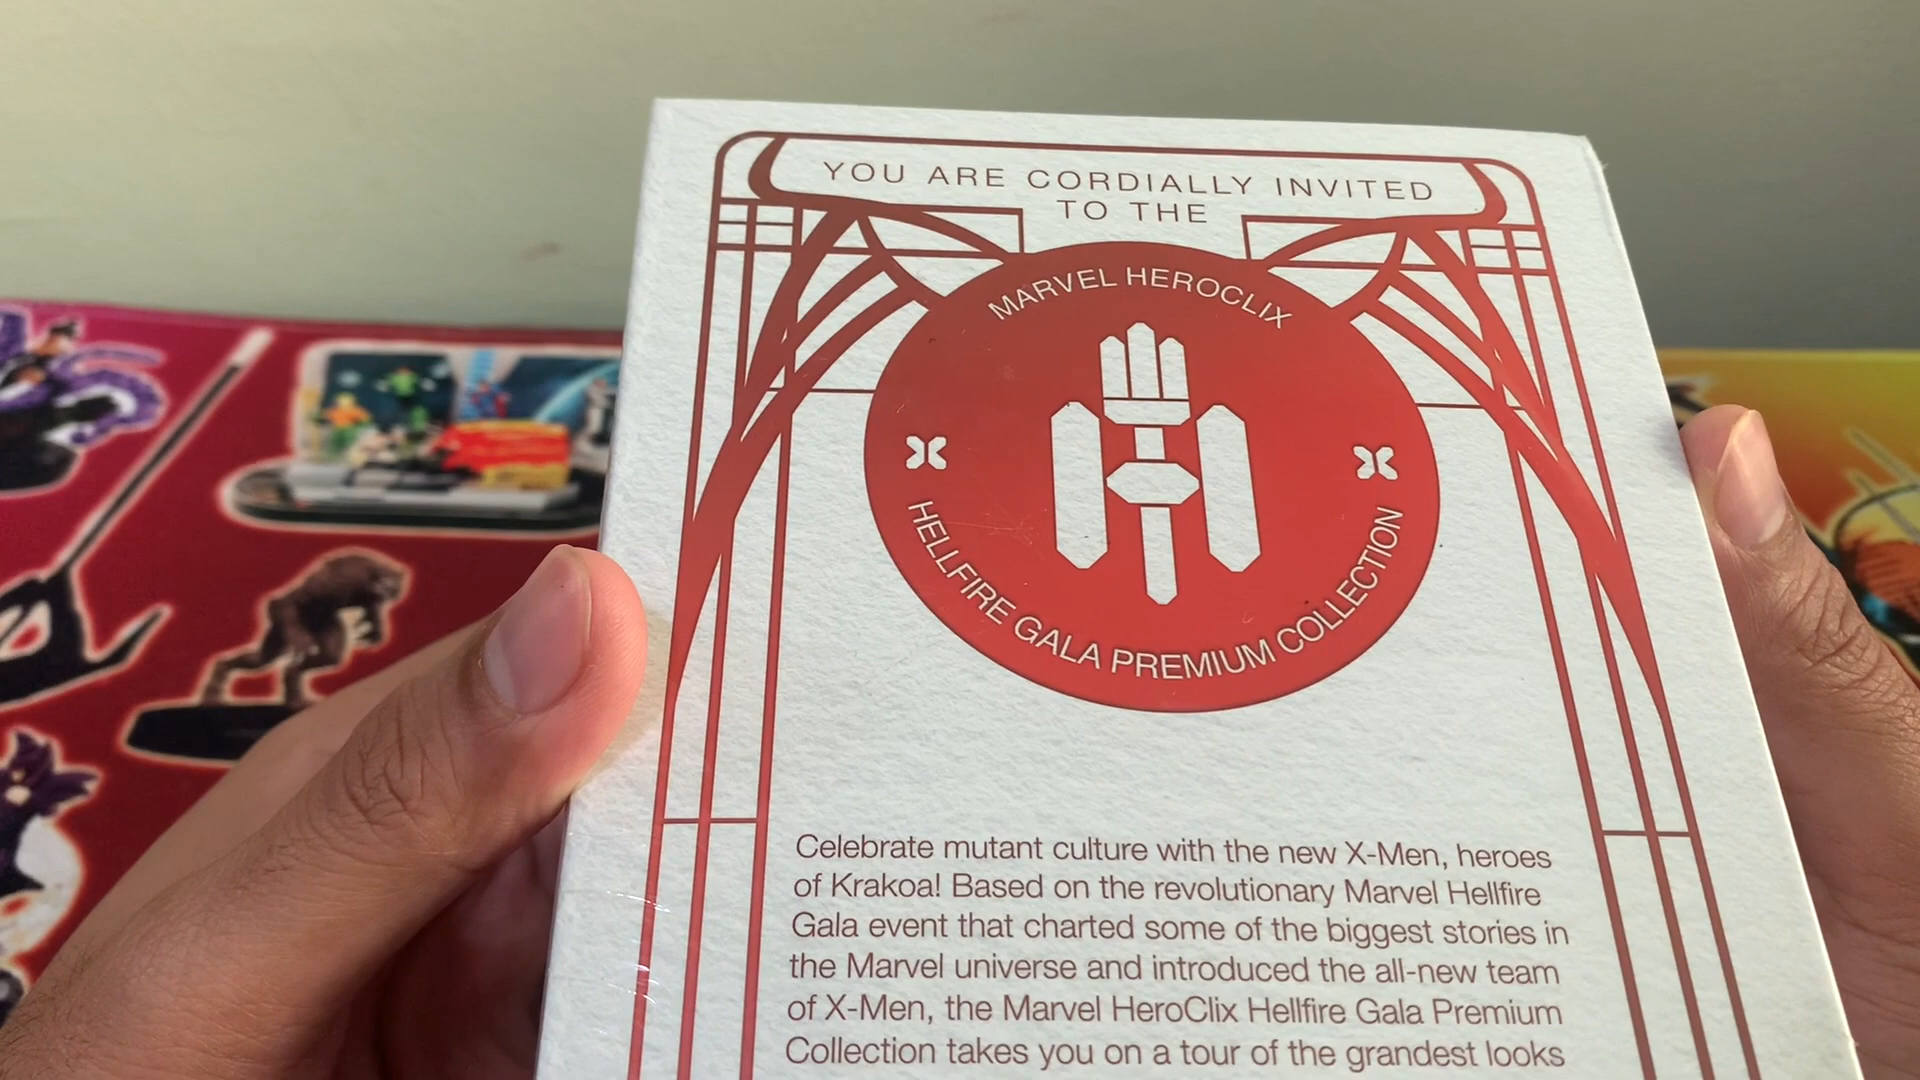 YOU ARE CORDIALLY INVITED
TO THE
MARVEL HEROCLIX
HELLFIRE GALA PREMIUM COLLECTION
Celebrate mutant culture with the new X-Men, heroes
of Krakoa! Based on the revolutionary Marvel Hellfire
Gala event that charted some of the biggest stories in
the Marvel universe and introduced the all-new team
of X-Men, the Marvel HeroClix Hellfire Gala Premium
Collection takes you on a tour of the grandest looks